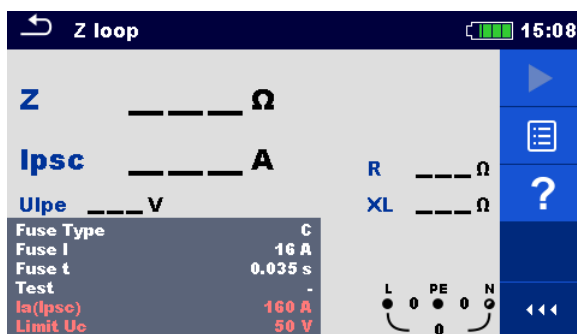 Z loop 15:08
Z ___ Ω
Ipsc ___ A
R ___ Ω
Ulpe ___ V
XL ___ Ω
?
Fuse Type C
Fuse I 16 A
Fuse t 0.035 s
Test -
Ia(Ipsc) 160 A
Limit Uc 50 V
L PE N
0 0
0